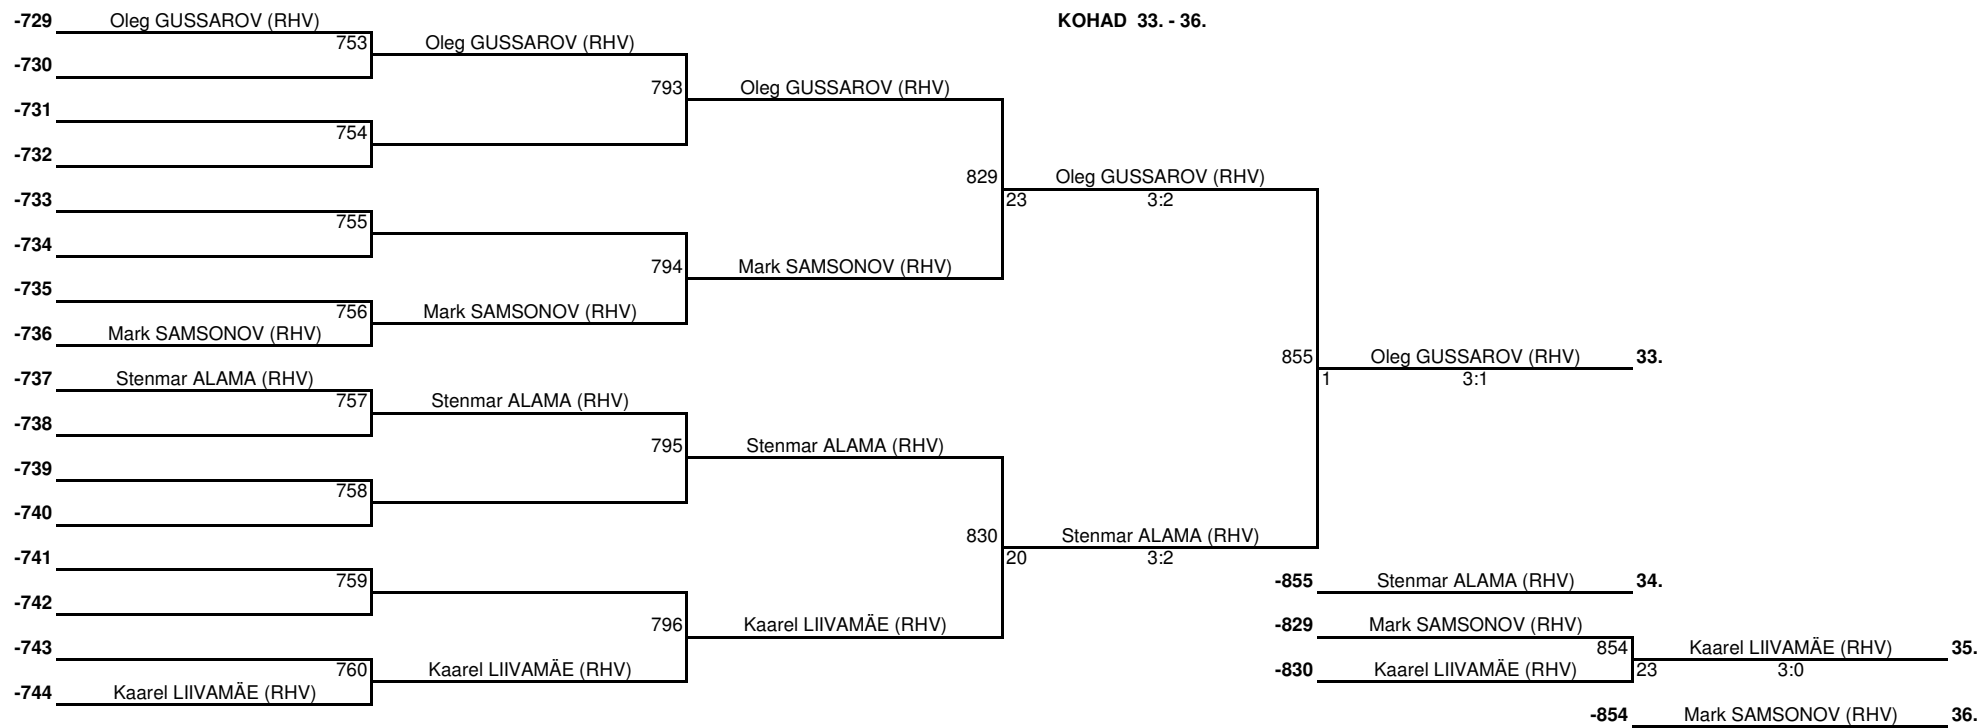 -729 Oleg GUSSAROV (RHV) KOHAD 33. - 36.
753 Oleg GUSSAROV (RHV)
-730
793 Oleg GUSSAROV (RHV)
-731
754
-732
829 Oleg GUSSAROV (RHV)
-733 23 3:2
755
-734
794 Mark SAMSONOV (RHV)
-735
756 Mark SAMSONOV (RHV)
-736 Mark SAMSONOV (RHV)
855 Oleg GUSSAROV (RHV) 33.
-737 Stenmar ALAMA (RHV) 1 3:1
757 Stenmar ALAMA (RHV)
-738
795 Stenmar ALAMA (RHV)
-739
758
-740
830 Stenmar ALAMA (RHV)
-741 20 3:2
759 -855 Stenmar ALAMA (RHV) 34.
-742
796 Kaarel LIIVAMÄE (RHV) -829 Mark SAMSONOV (RHV)
-743 854 Kaarel LIIVAMÄE (RHV) 35.
760 Kaarel LIIVAMÄE (RHV) -830 Kaarel LIIVAMÄE (RHV) 23 3:0
-744 Kaarel LIIVAMÄE (RHV)
-854 Mark SAMSONOV (RHV) 36.